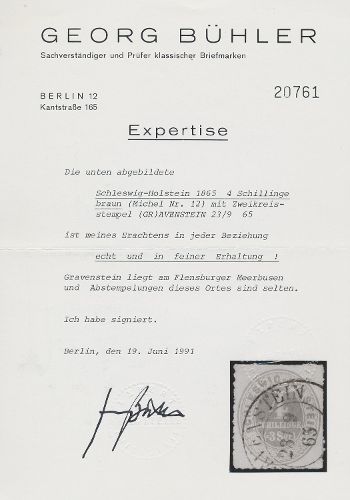 GEORG BÜHLER
Sachverständiger und Prüfer klassischer Briefmarken
BERLIN 12
Kantstraße 165
20761
Expertise
Die unten abgebildete
Schleswig-Holstein 1865 4 Schillinge
braun (Michel Nr. 12) mit Zweikreis-
stempel (GR)AVENSTEIN 23/9 65
ist meines Erachtens in jeder Beziehung
echt und in feiner Erhaltung !
Gravenstein liegt am Flensburger Meerbusen
und Abstempelungen dieses Ortes sind selten.
Ich habe signiert.
Berlin, den 19. Juni 1991